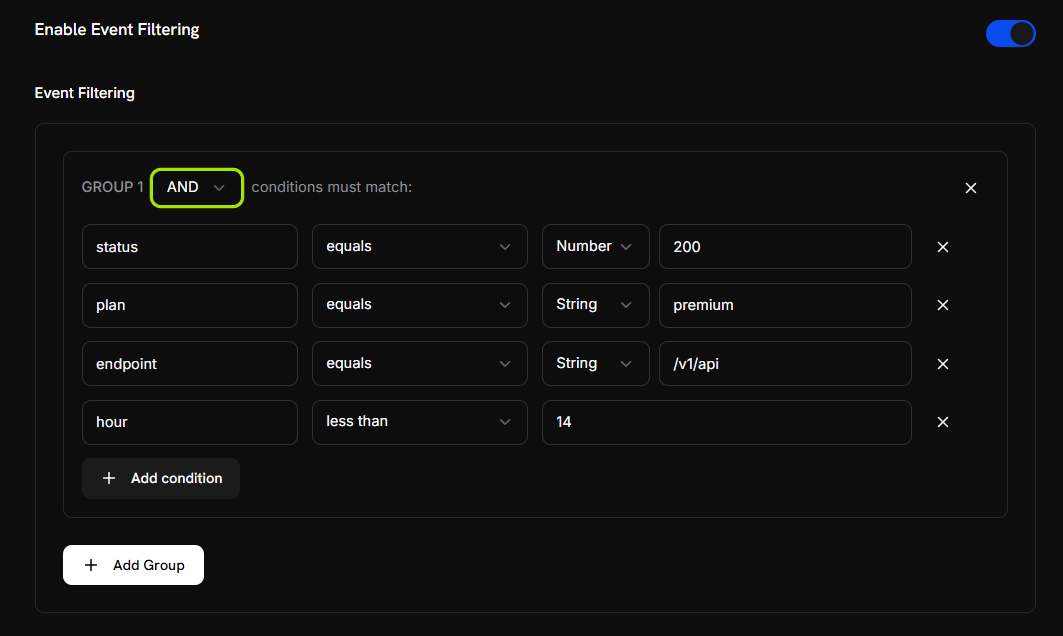 Enable Event Filtering
Event Filtering
GROUP 1 AND conditions must match:
status equals Number 200
plan equals String premium
endpoint equals String /v1/api
hour less than 14
Add condition
Add Group